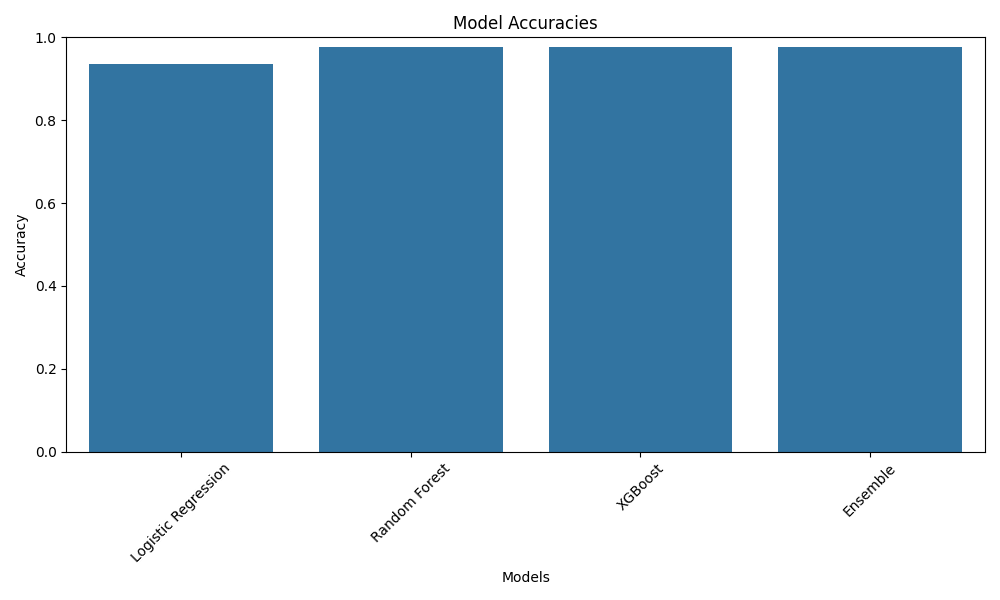 Model Accuracies
Accuracy
1.0
0.8
0.6
0.4
0.2
0.0
Logistic Regression
Random Forest
XGBoost
Ensemble
Models